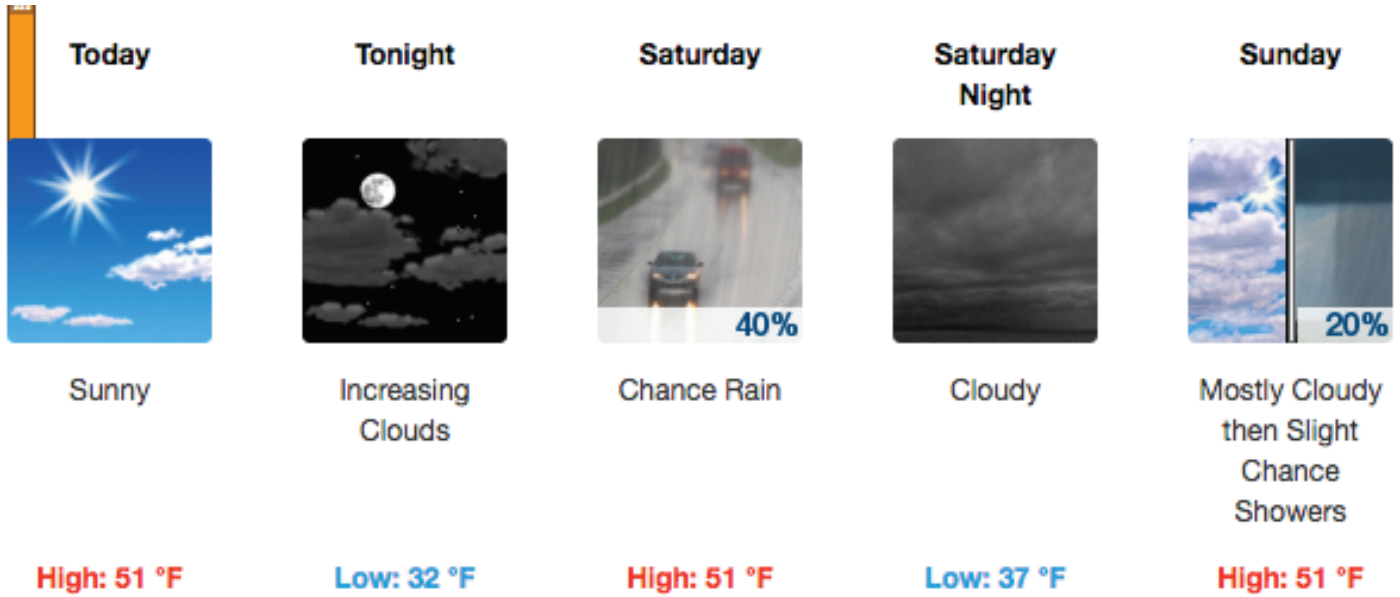 Today
Tonight
Saturday
Saturday
Night
Sunday
40%
20%
Sunny
Increasing
Clouds
Chance Rain
Cloudy
Mostly Cloudy
then Slight
Chance
Showers
High: 51 °F
Low: 32 °F
High: 51 °F
Low: 37 °F
High: 51 °F